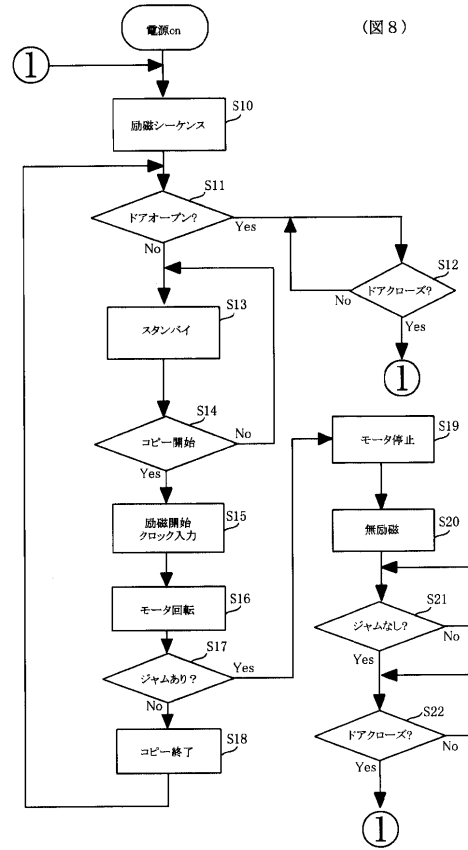 (図8)
電源on
1
S10
励磁シーケンス
S11
ドアオープン?
Yes
No
S12
ドアクローズ?
No
Yes
1
S13
スタンバイ
S14
コピー開始
No
Yes
S15
励磁開始
クロック入力
S16
モータ回転
S17
ジャムあり?
Yes
No
S18
コピー終了
S19
モータ停止
S20
無励磁
S21
ジャムなし?
No
Yes
S22
ドアクローズ?
No
Yes
1